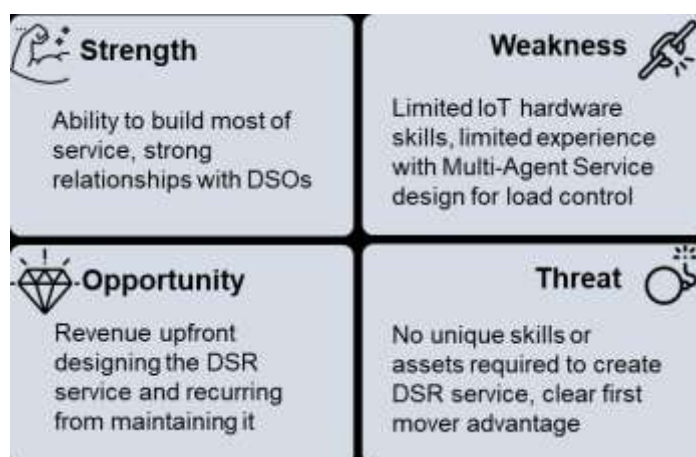 Strength
Ability to build most of
service, strong
relationships with DSOs
Weakness
Limited IoT hardware
skills, limited experience
with Multi-Agent Service
design for load control
Opportunity
Revenue upfront
designing the DSR
service and recurring
from maintaining it
Threat
No unique skills or
assets required to create
DSR service, clear first
mover advantage